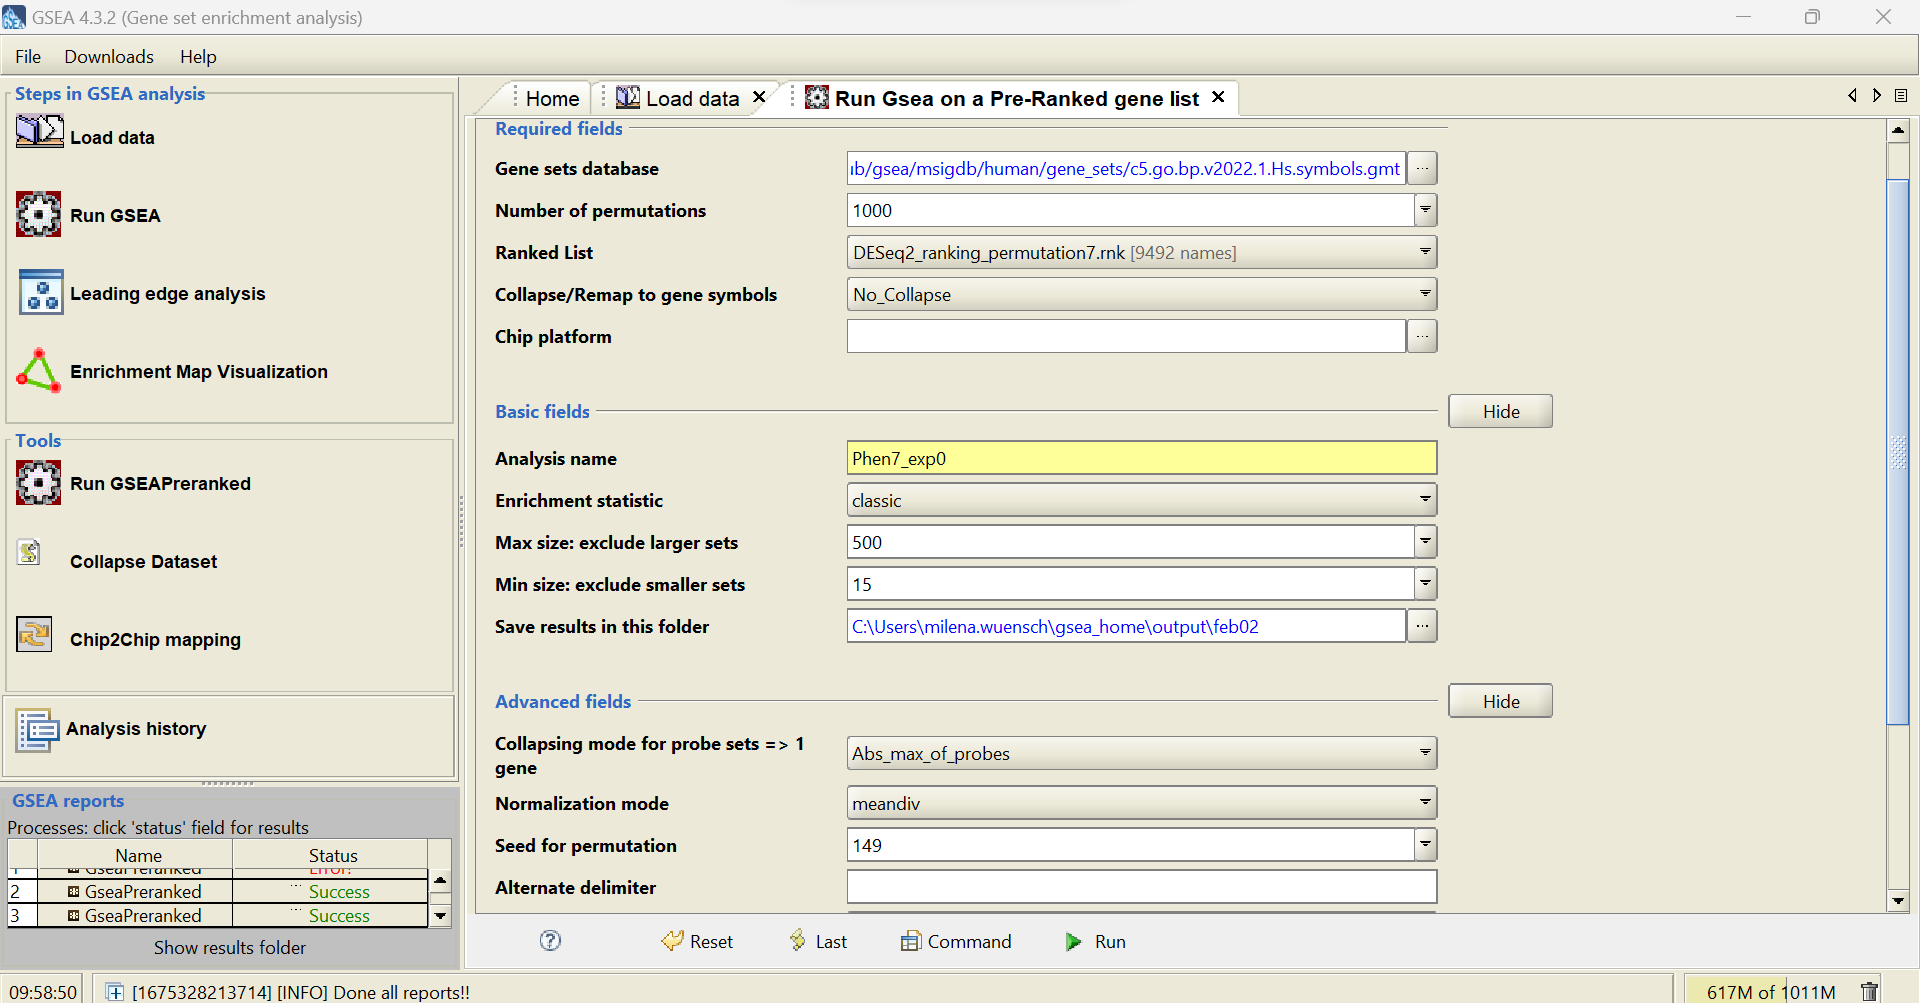 GSEA 4.3.2 (Gene set enrichment analysis)
File Downloads Help
Steps in GSEA analysis
Load data
Run GSEA
Leading edge analysis
Enrichment Map Visualization
Tools
Run GSEAPreranked
Collapse Dataset
Chip2Chip mapping
Analysis history
GSEA reports
Processes: click 'status' field for results
Name Status
1 GseaPreranked Error!
2 GseaPreranked ... Success
3 GseaPreranked ... Success
Show results folder
Home Load data Run Gsea on a Pre-Ranked gene list
Required fields
Gene sets database ub/gsea/msigdb/human/gene_sets/c5.go.bp.v2022.1.Hs.symbols.gmt ...
Number of permutations 1000
Ranked List DESeq2_ranking_permutation7.rnk [9492 names]
Collapse/Remap to gene symbols No_Collapse
Chip platform ...
Basic fields Hide
Analysis name Phen7_exp0
Enrichment statistic classic
Max size: exclude larger sets 500
Min size: exclude smaller sets 15
Save results in this folder C:\Users\milena.wuensch\gsea_home\output\feb02 ...
Advanced fields Hide
Collapsing mode for probe sets => 1
gene Abs_max_of_probes
Normalization mode meandiv
Seed for permutation 149
Alternate delimiter
? Reset Last Command Run
09:58:50 [1675328213714] [INFO] Done all reports!! 617M of 1011M